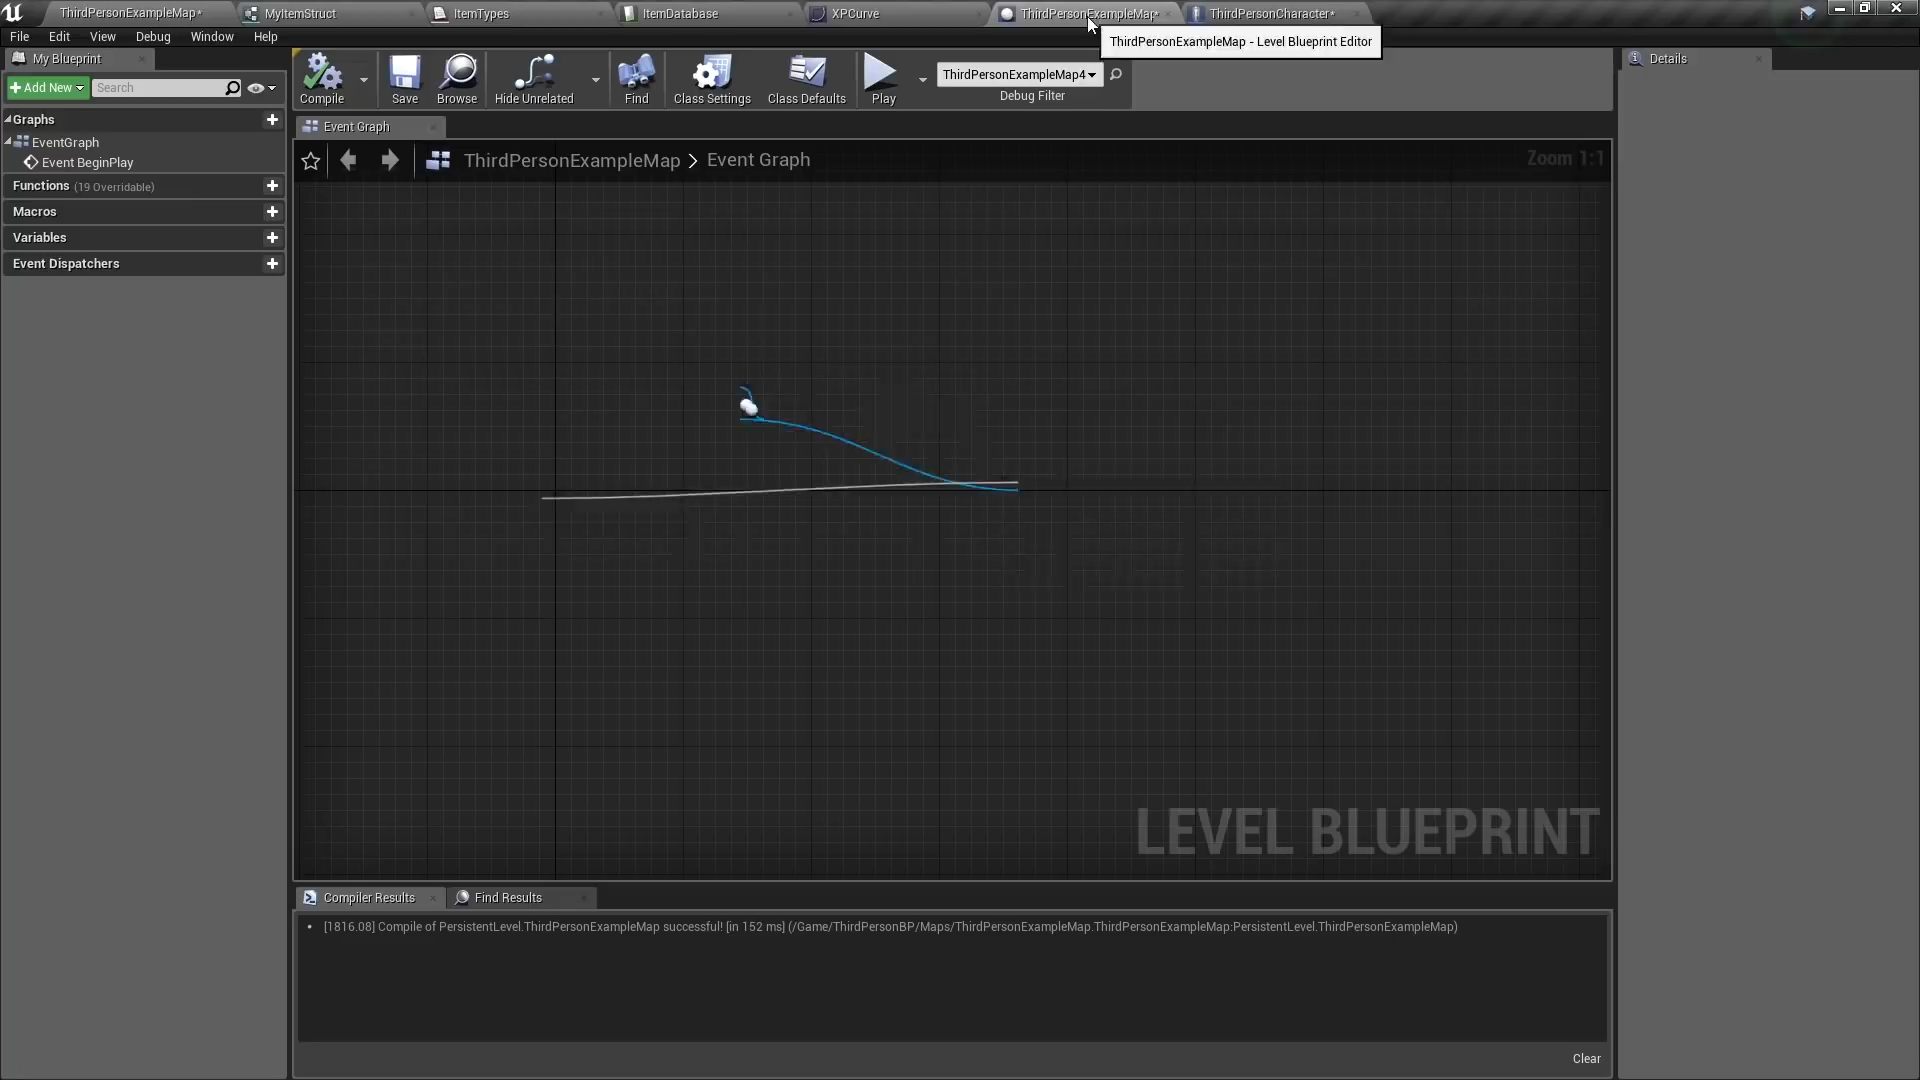 ThirdPersonExampleMap*
MyItemStruct
ItemTypes
ItemDatabase
XPCurve
ThirdPersonExampleMap*
ThirdPersonCharacter*
File
Edit
View
Debug
Window
Help
ThirdPersonExampleMap - Level Blueprint Editor
My Blueprint
Add New
Search
Graphs
EventGraph
Event BeginPlay
Functions (19 Overridable)
Macros
Variables
Event Dispatchers
Compile
Save
Browse
Hide Unrelated
Find
Class Settings
Class Defaults
Play
ThirdPersonExampleMap4
Debug Filter
Details
Event Graph
ThirdPersonExampleMap > Event Graph
Zoom 1:1
LEVEL BLUEPRINT
Compiler Results
Find Results
[1816.08] Compile of PersistentLevel.ThirdPersonExampleMap successful! [in 152 ms] (/Game/ThirdPersonBP/Maps/ThirdPersonExampleMap.ThirdPersonExampleMap:PersistentLevel.ThirdPersonExampleMap)
Clear